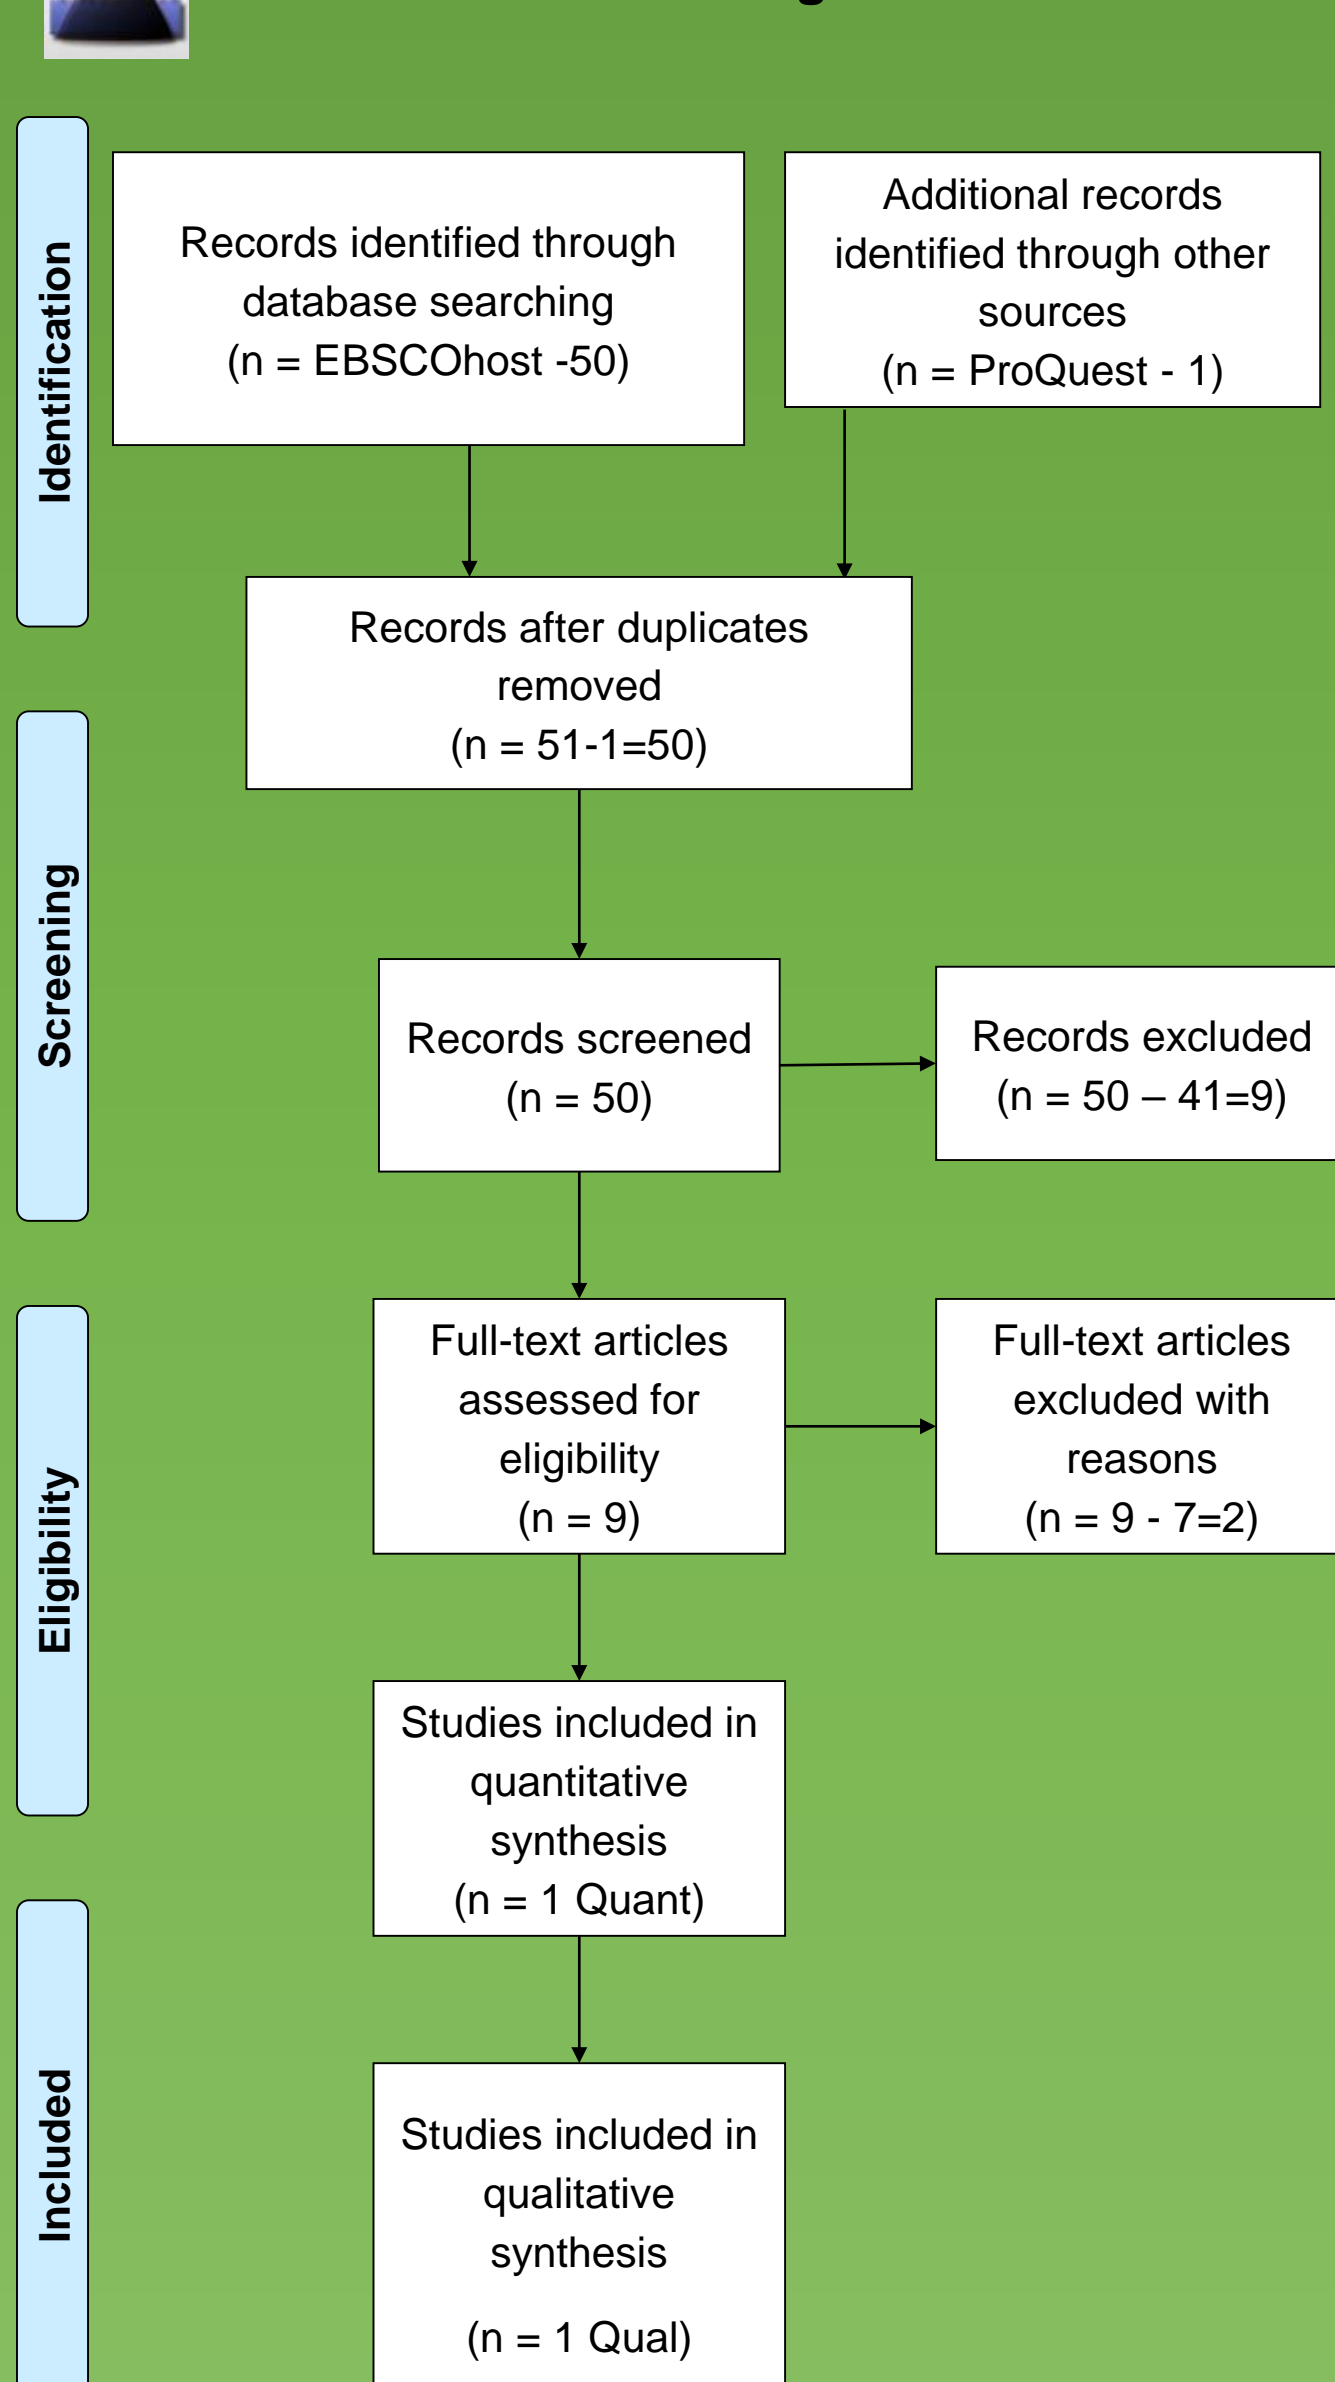 Identification
Records identified through
database searching
(n = EBSCOhost -50)
Additional records
identified through other
sources
(n = ProQuest - 1)
Records after duplicates
removed
(n = 51-1=50)
Screening
Records screened
(n = 50)
Records excluded
(n = 50 – 41=9)
Eligibility
Full-text articles
assessed for
eligibility
(n = 9)
Full-text articles
excluded with
reasons
(n = 9 - 7=2)
Studies included in
quantitative
synthesis
(n = 1 Quant)
Included
Studies included in
qualitative
synthesis
(n = 1 Qual)